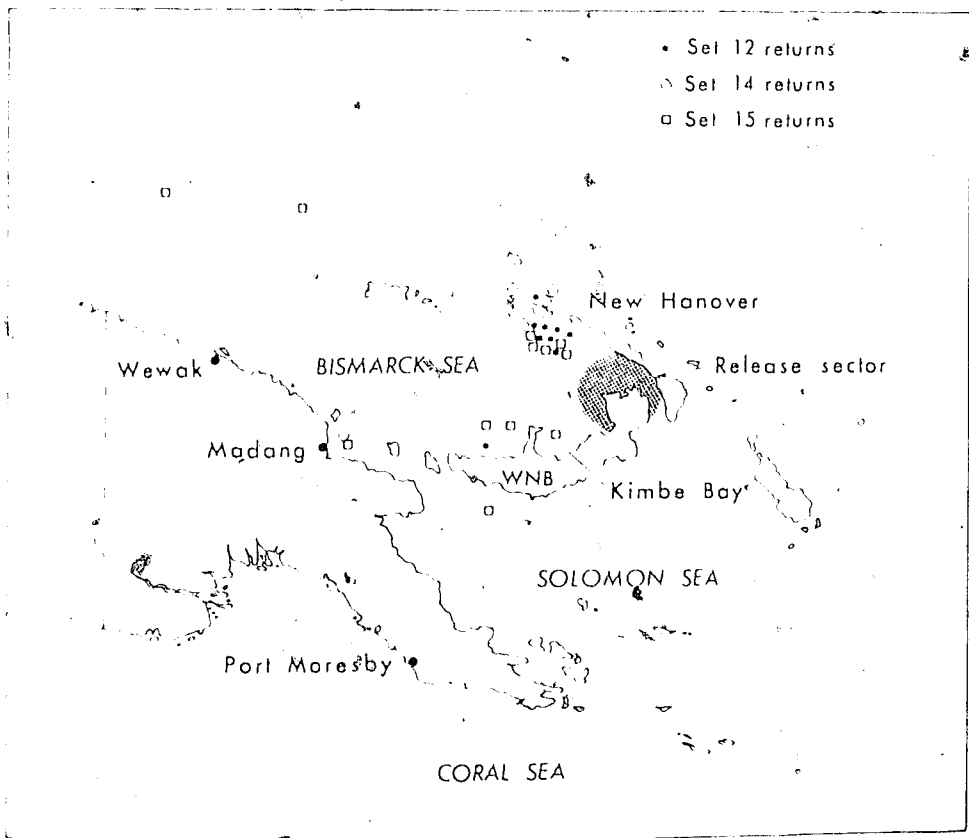 Set 12 returns
Set 14 returns
Set 15 returns
New Hanover
Wewak
BISMARCK SEA
Release sector
Madang
WNB
Kimbe Bay
SOLOMON SEA
Port Moresby
CORAL SEA